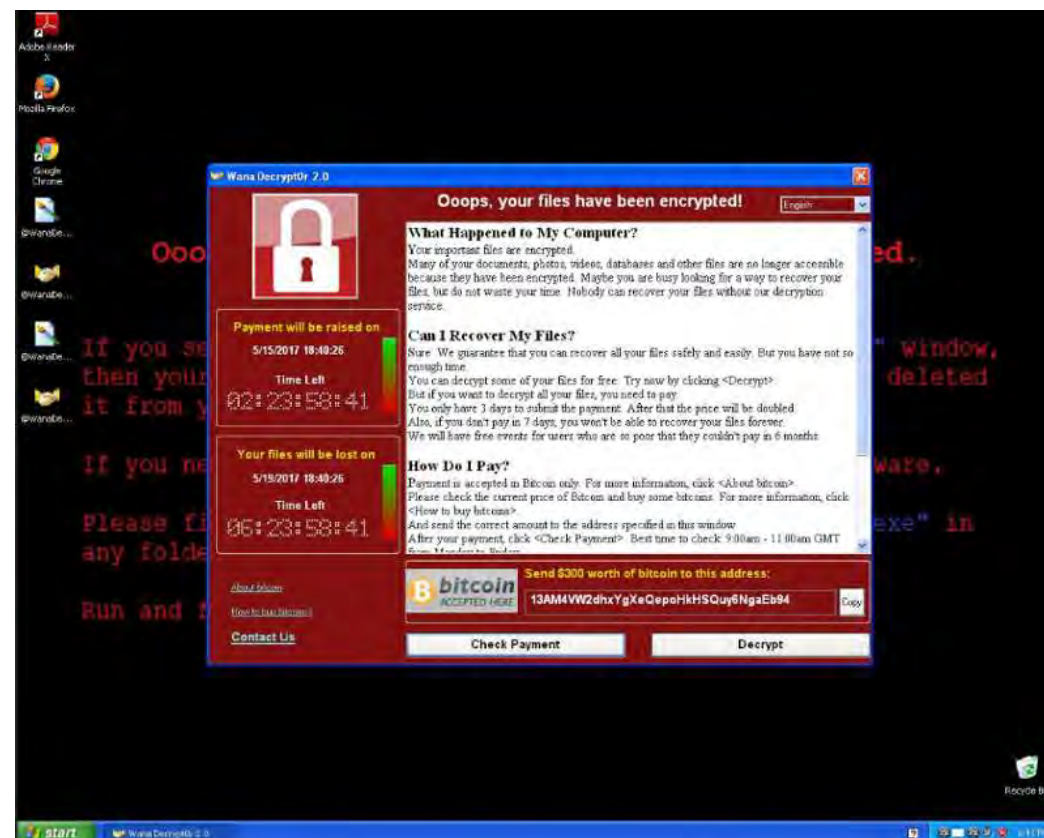 Adobe Reader
X
Mozilla Firefox
Google
Chrome
@WanaDe...
@WanaDe...
@WanaDe...
@WanaDe...
Ooo
ed.
If you se
" window,
then your
deleted
it from y
If you ne
ware.
Please fi
exe" in
any folde
Run and f
Wana Decrypt0r 2.0
Ooops, your files have been encrypted!
English
Payment will be raised on
5/15/2017 18:40:26
Time Left
02:23:58:41
Your files will be lost on
5/19/2017 18:40:26
Time Left
06:23:58:41
About bitcoin
How to buy bitcoins?
Contact Us
What Happened to My Computer?
Your important files are encrypted.
Many of your documents, photos, videos, databases and other files are no longer accessible
because they have been encrypted. Maybe you are busy looking for a way to recover your
files, but do not waste your time. Nobody can recover your files without our decryption
service.
Can I Recover My Files?
Sure. We guarantee that you can recover all your files safely and easily. But you have not so
enough time.
You can decrypt some of your files for free. Try now by clicking <Decrypt>.
But if you want to decrypt all your files, you need to pay.
You only have 3 days to submit the payment. After that the price will be doubled.
Also, if you don't pay in 7 days, you won't be able to recover your files forever.
We will have free events for users who are so poor that they couldn't pay in 6 months.
How Do I Pay?
Payment is accepted in Bitcoin only. For more information, click <About bitcoin>.
Please check the current price of Bitcoin and buy some bitcoins. For more information, click
<How to buy bitcoins>.
And send the correct amount to the address specified in this window.
After your payment, click <Check Payment>. Best time to check: 9:00am - 11:00am GMT
from Monday to Friday.
bitcoin
ACCEPTED HERE
Send $300 worth of bitcoin to this address:
13AM4VW2dhxYgXeQepoHkHSQuy6NgaEb94
Copy
Check Payment
Decrypt
Recycle B
start
Wana Decrypt0r 2.0